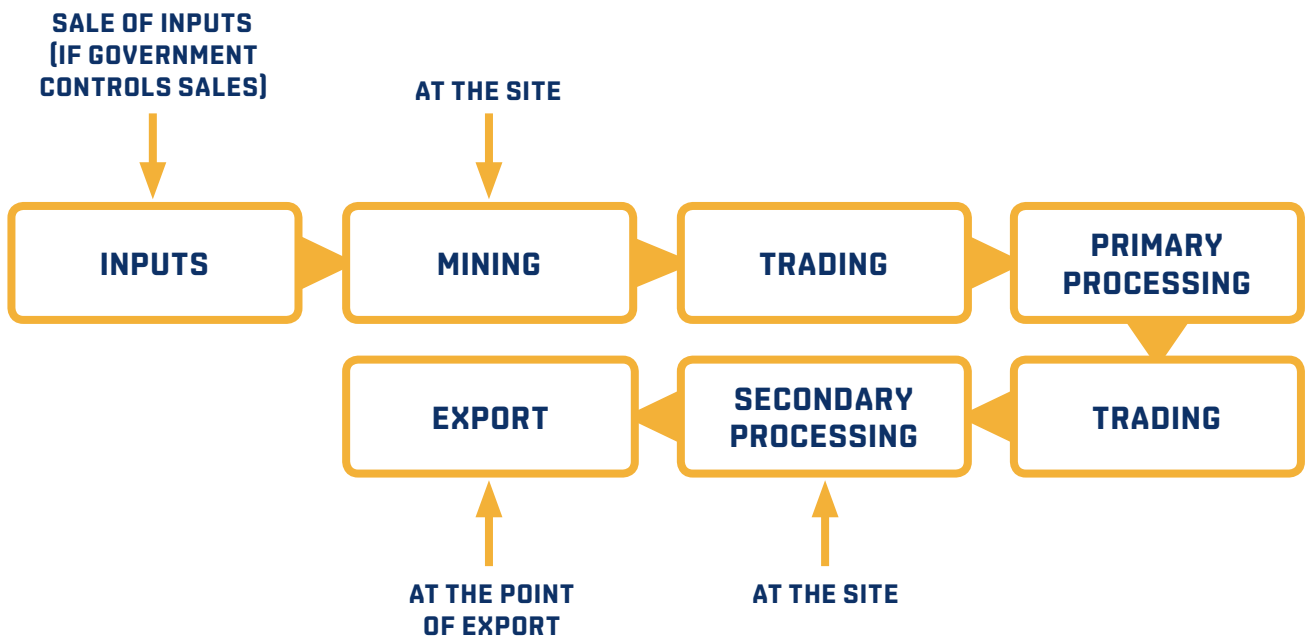 SALE OF INPUTS
(IF GOVERNMENT
CONTROLS SALES)
AT THE SITE
INPUTS
MINING
TRADING
PRIMARY
PROCESSING
EXPORT
SECONDARY
PROCESSING
TRADING
AT THE POINT
OF EXPORT
AT THE SITE